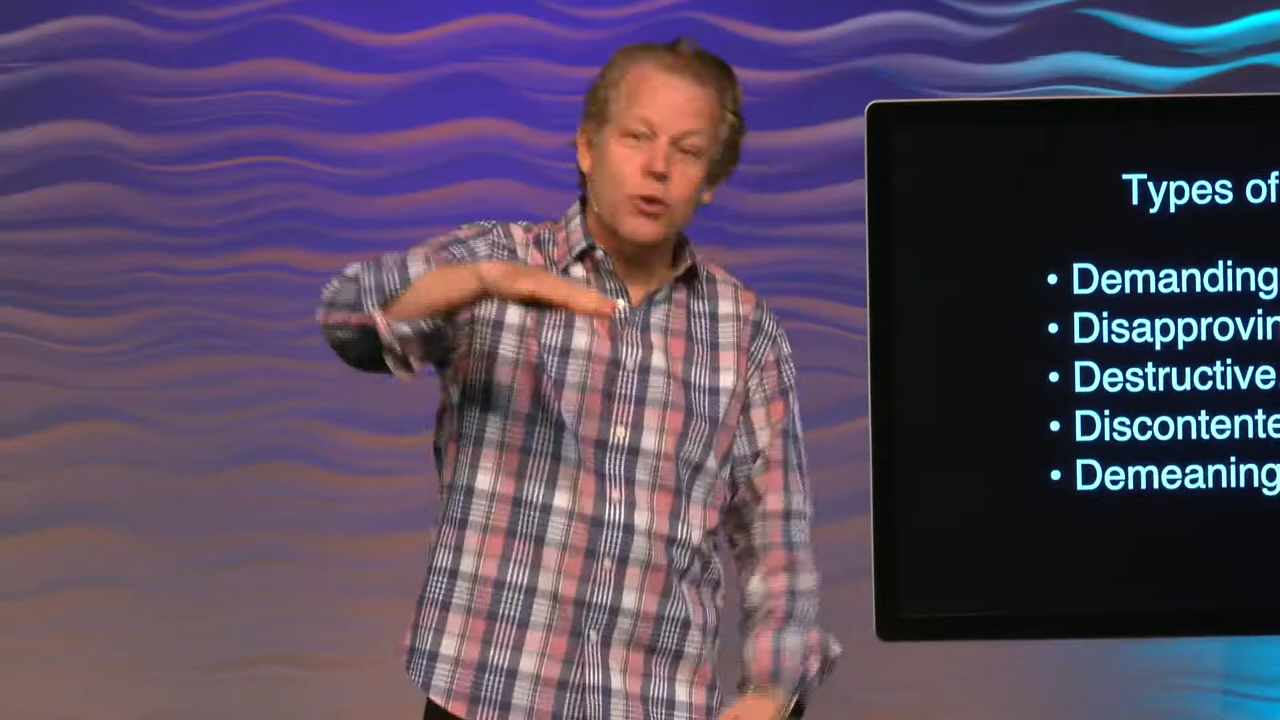 Types of
• Demanding
• Disapprovin
• Destructive
• Discontente
• Demeaning